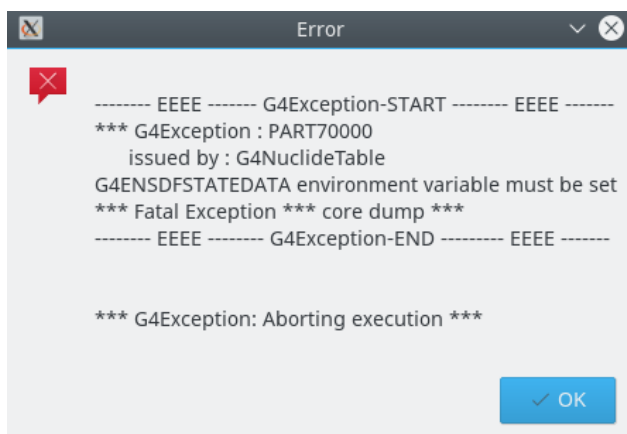 Error
-------- EEEE ------- G4Exception-START -------- EEEE -------
*** G4Exception : PART70000
issued by : G4NuclideTable
G4ENSDFSTATEDATA environment variable must be set
*** Fatal Exception *** core dump ***
-------- EEEE -------- G4Exception-END --------- EEEE -------
*** G4Exception: Aborting execution ***
OK